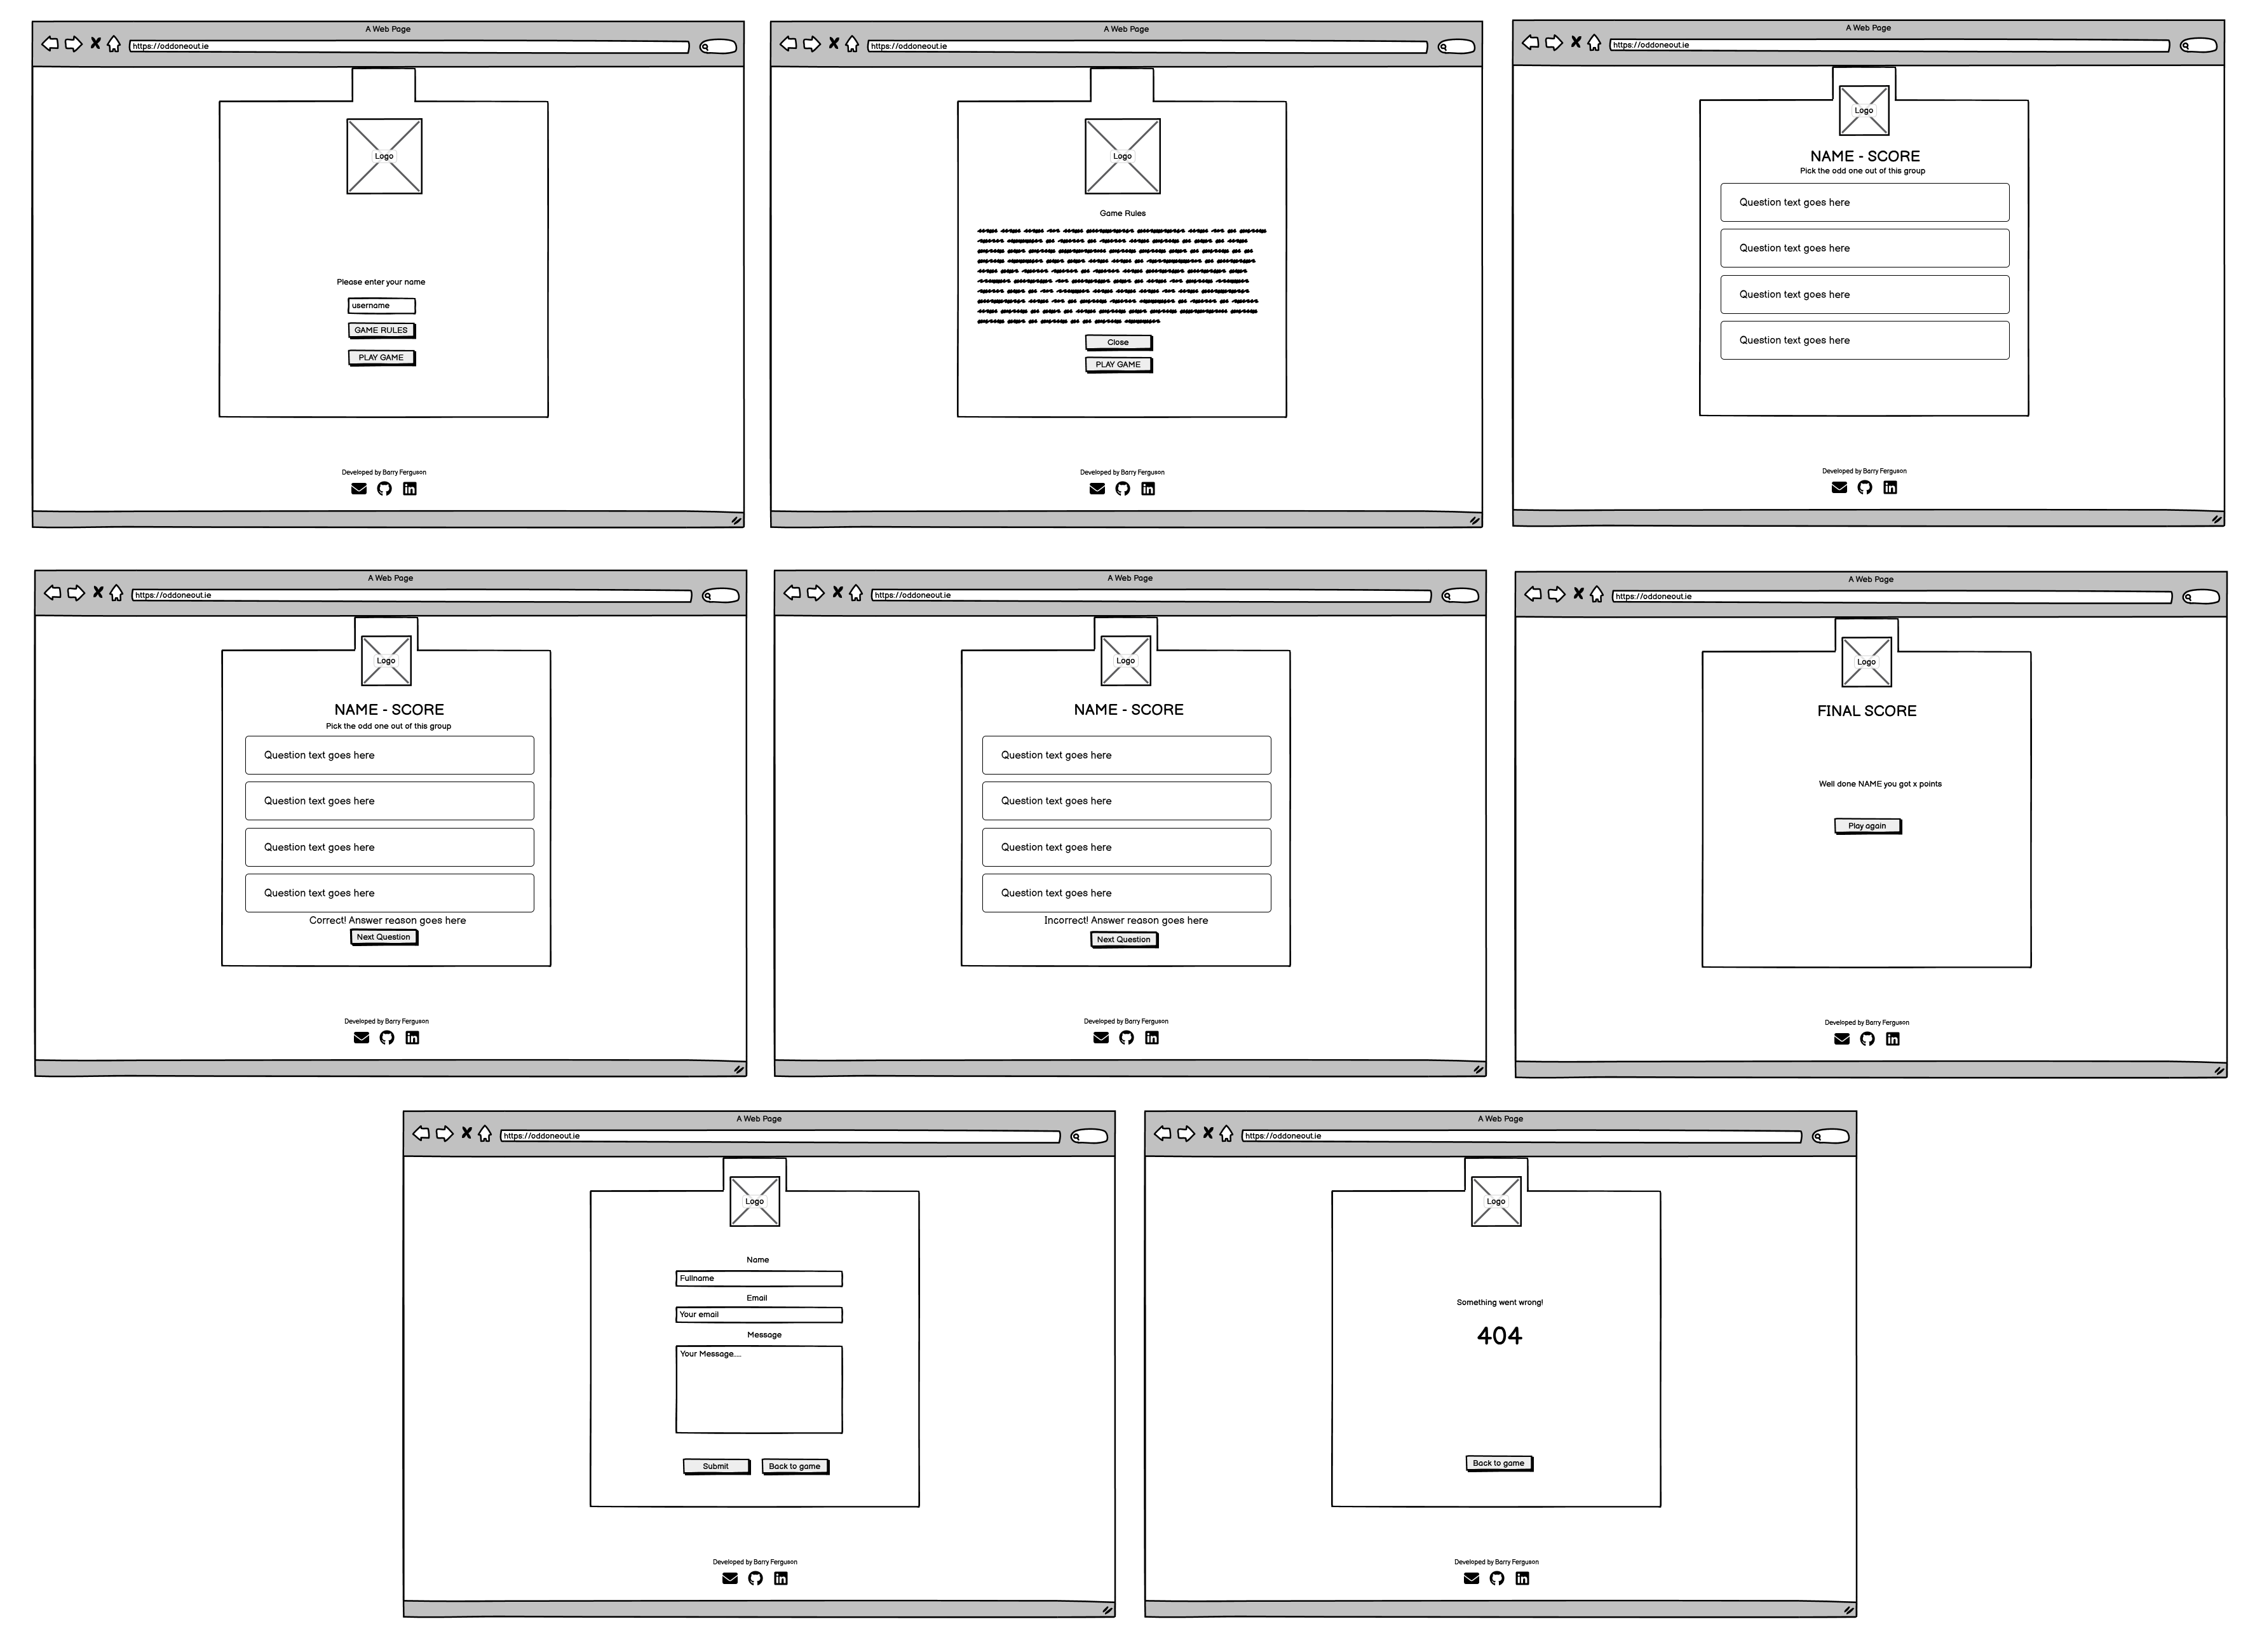 A Web Page
https://oddoneout.ie
Logo
Please enter your name
username
GAME RULES
PLAY GAME
Developed by Barry Ferguson
in
A Web Page
https://oddoneout.ie
Logo
Game Rules
Close
PLAY GAME
Developed by Barry Ferguson
in
A Web Page
https://oddoneout.ie
Logo
NAME - SCORE
Pick the odd one out of this group
Question text goes here
Question text goes here
Question text goes here
Question text goes here
Developed by Barry Ferguson
in
A Web Page
https://oddoneout.ie
Logo
NAME - SCORE
Pick the odd one out of this group
Question text goes here
Question text goes here
Question text goes here
Question text goes here
Correct! Answer reason goes here
Next Question
Developed by Barry Ferguson
in
A Web Page
https://oddoneout.ie
Logo
NAME - SCORE
Question text goes here
Question text goes here
Question text goes here
Question text goes here
Incorrect! Answer reason goes here
Next Question
Developed by Barry Ferguson
in
A Web Page
https://oddoneout.ie
Logo
FINAL SCORE
Well done NAME you got x points
Play again
Developed by Barry Ferguson
in
A Web Page
https://oddoneout.ie
Logo
Name
Fullname
Email
Your email
Message
Your Message....
Submit
Back to game
Developed by Barry Ferguson
in
A Web Page
https://oddoneout.ie
Logo
Something went wrong!
404
Back to game
Developed by Barry Ferguson
in